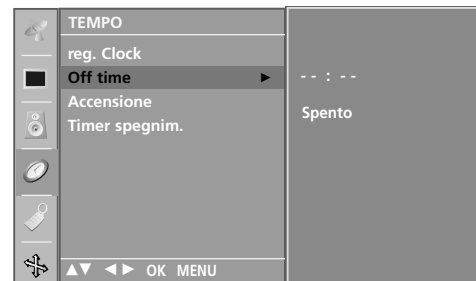 TEMPO
reg. Clock
Off time ►
Accensione
Timer spegnim.
▲▼ ◄► OK MENU
- - : - -
Spento